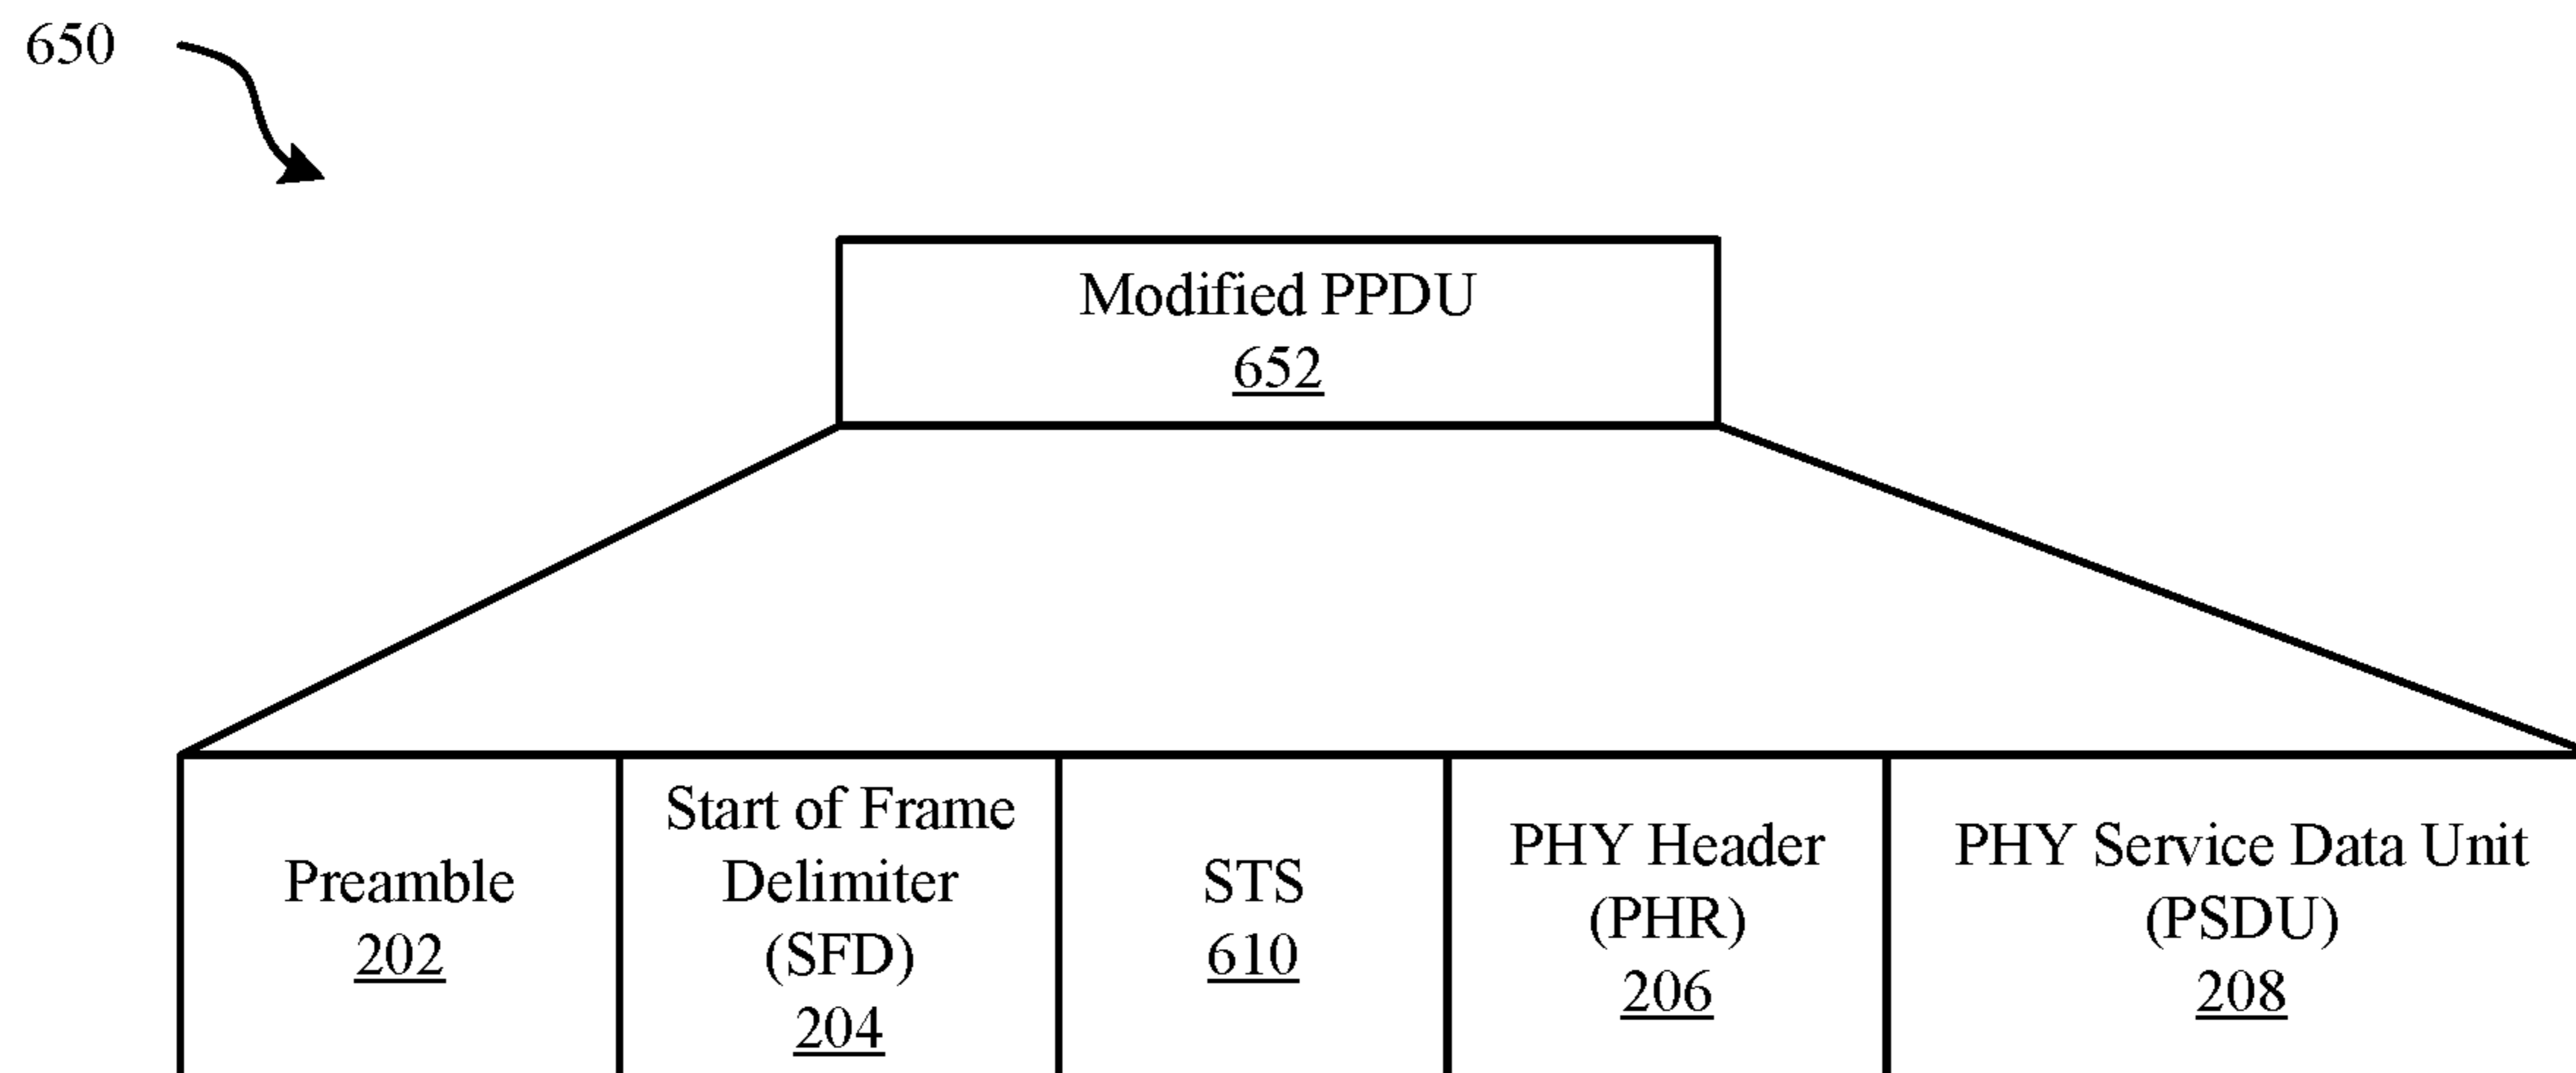 650
Modified PPDU
652
Preamble
202
Start of Frame
Delimiter
(SFD)
204
STS
610
PHY Header
(PHR)
206
PHY Service Data Unit
(PSDU)
208